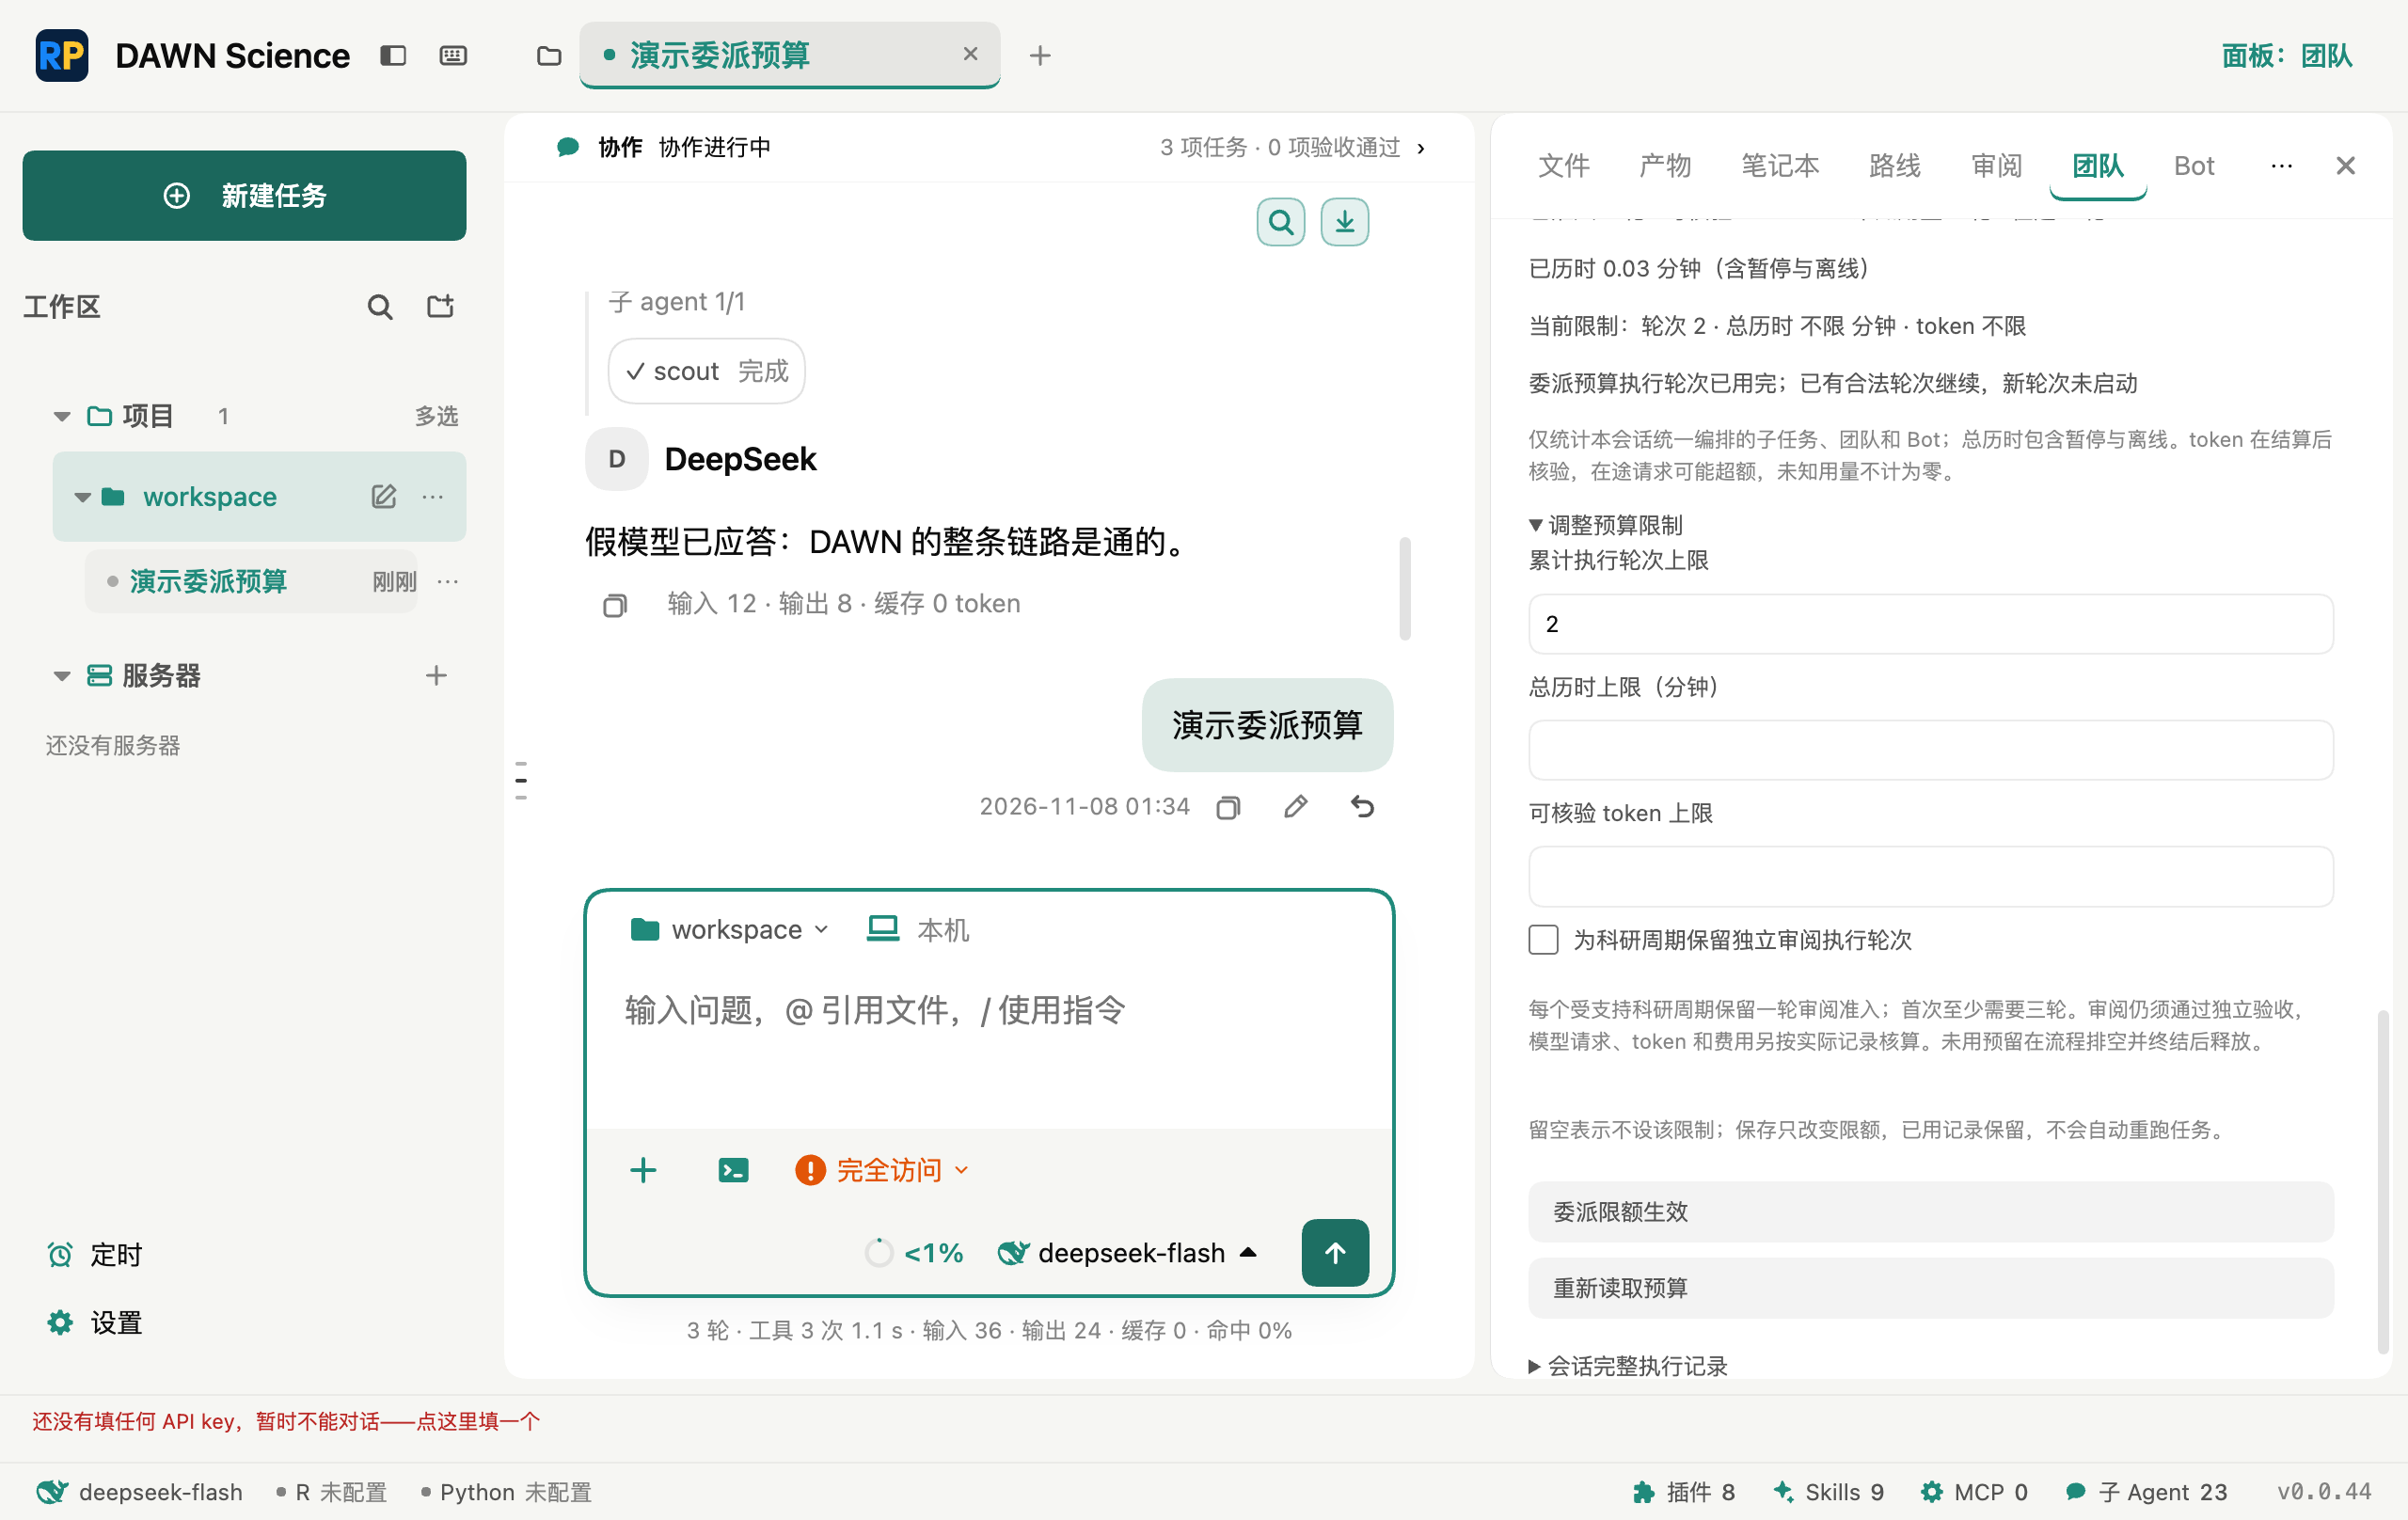 RP DAWN Science
演示委派预算
面板：团队
新建任务
工作区
项目 1 多选
workspace
演示委派预算 刚刚
服务器
还没有服务器
定时
设置
协作 协作进行中 3 项任务 · 0 项验收通过
子 agent 1/1
scout 完成
D DeepSeek
假模型已应答：DAWN 的整条链路是通的。
输入 12 · 输出 8 · 缓存 0 token
演示委派预算
2026-11-08 01:34
workspace 本机
输入问题，@ 引用文件，/ 使用指令
完全访问
<1% deepseek-flash
3 轮 · 工具 3 次 1.1 s · 输入 36 · 输出 24 · 缓存 0 · 命中 0%
文件 产物 笔记本 路线 审阅 团队 Bot
已历时 0.03 分钟（含暂停与离线）
当前限制：轮次 2 · 总历时 不限 分钟 · token 不限
委派预算执行轮次已用完；已有合法轮次继续，新轮次未启动
仅统计本会话统一编排的子任务、团队和 Bot；总历时包含暂停与离线。token 在结算后
核验，在途请求可能超额，未知用量不计为零。
调整预算限制
累计执行轮次上限
2
总历时上限（分钟）
可核验 token 上限
为科研周期保留独立审阅执行轮次
每个受支持科研周期保留一轮审阅准入；首次至少需要三轮。审阅仍须通过独立验收，
模型请求、token 和费用另按实际记录核算。未用预留在流程排空并终结后释放。
留空表示不设该限制；保存只改变限额，已用记录保留，不会自动重跑任务。
委派限额生效
重新读取预算
会话完整执行记录
还没有填任何 API key，暂时不能对话——点这里填一个
deepseek-flash R 未配置 Python 未配置
插件 8 Skills 9 MCP 0 子 Agent 23 v0.0.44